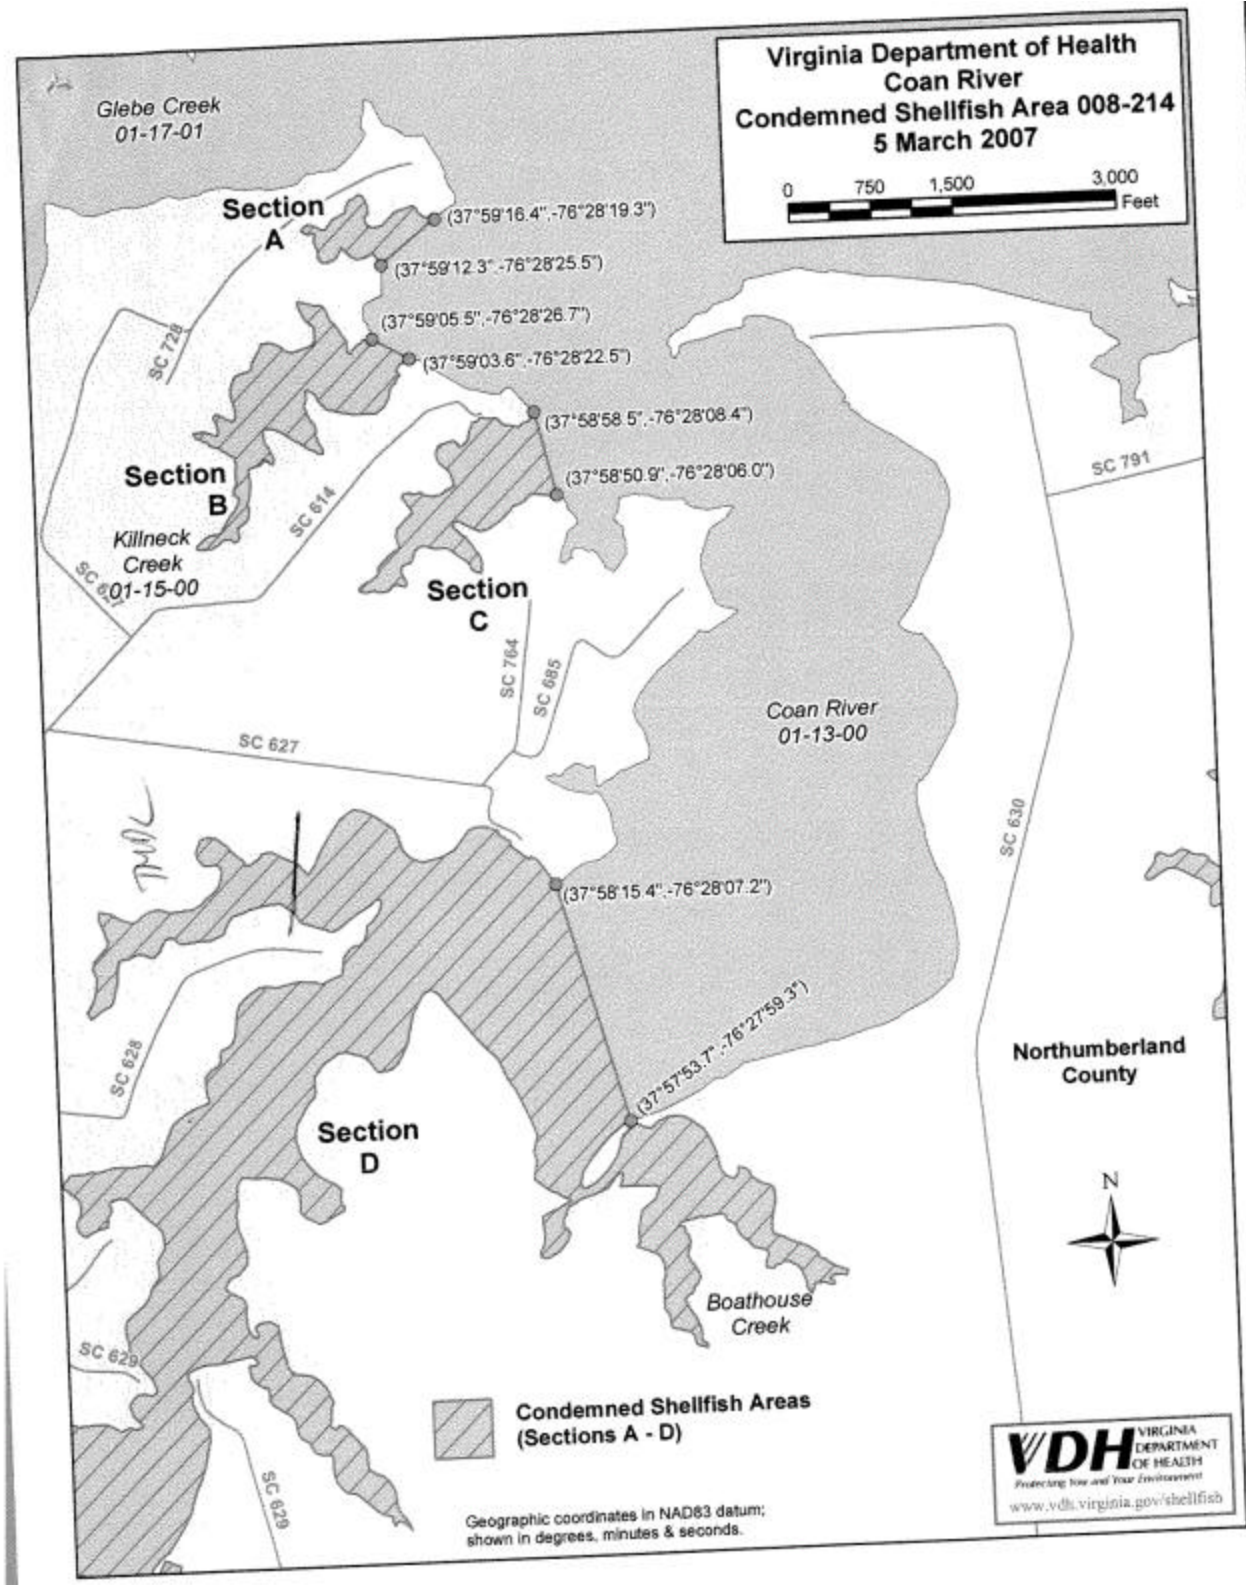 Virginia Department of Health
Coan River
Condemned Shellfish Area 008-214
5 March 2007
0 750 1,500 3,000
Feet
Glebe Creek
01-17-01
Section
A
(37°59'16.4",-76°28'19.3")
(37°59'12.3",-76°28'25.5")
(37°59'05.5",-76°28'26.7")
(37°59'03.6",-76°28'22.5")
SC 728
(37°58'58.5",-76°28'08.4")
(37°58'50.9",-76°28'06.0")
SC 791
Section
B
SC 614
Killneck
Creek
01-15-00
SC 627
Section
C
SC 764
SC 685
Coan River
01-13-00
SC 627
SC 630
(37°58'15.4",-76°28'07.2")
(37°57'53.7",-76°27'59.3")
SC 628
Northumberland
County
Section
D
N
Boathouse
Creek
SC 629
Condemned Shellfish Areas
(Sections A - D)
SC 629
VDH VIRGINIA
DEPARTMENT
OF HEALTH
Protecting You and Your Environment
www.vdh.virginia.gov/shellfish
Geographic coordinates in NAD83 datum;
shown in degrees, minutes & seconds.